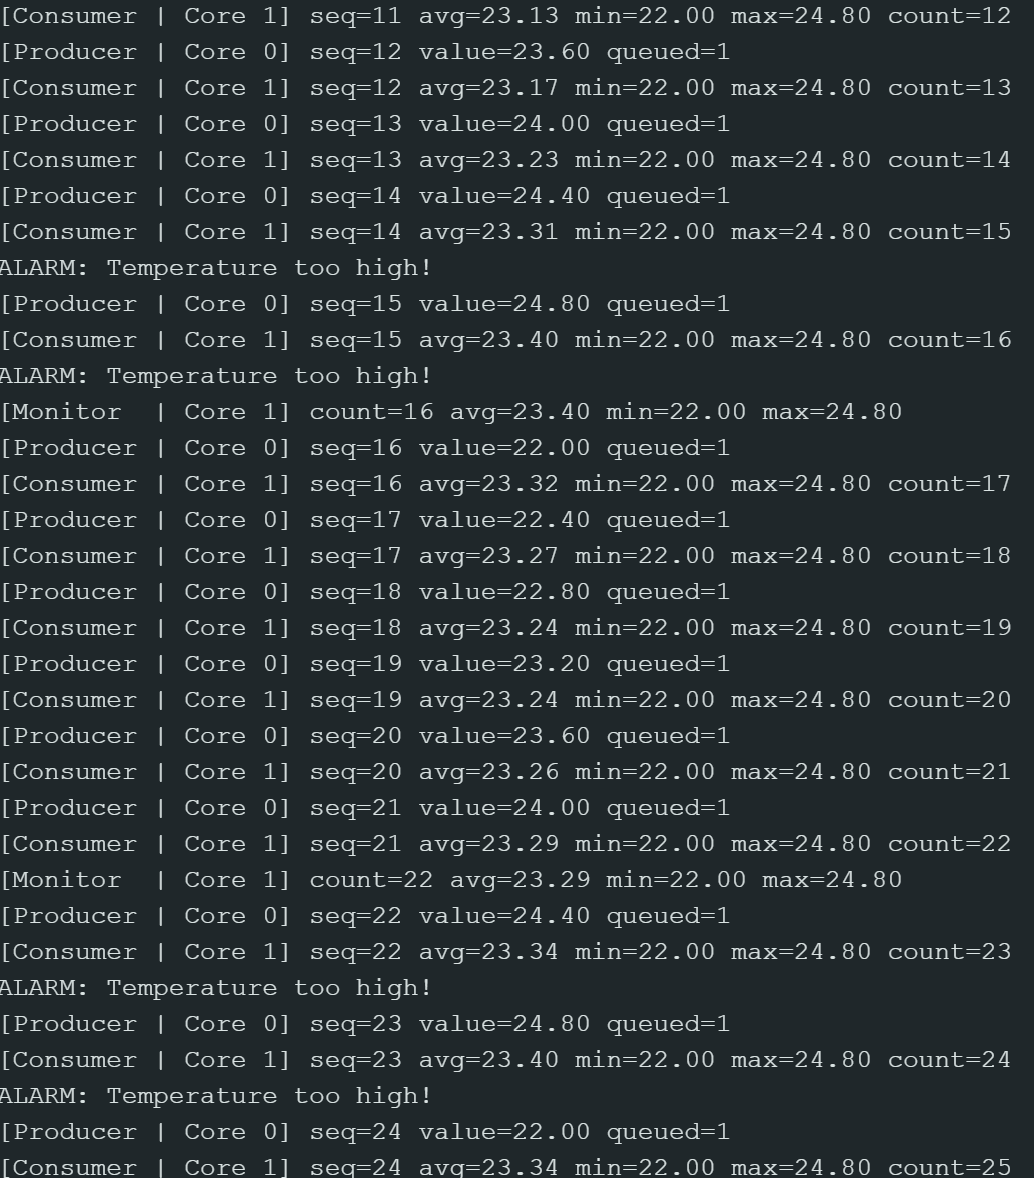 [Consumer | Core 1] seq=11 avg=23.13 min=22.00 max=24.80 count=12
[Producer | Core 0] seq=12 value=23.60 queued=1
[Consumer | Core 1] seq=12 avg=23.17 min=22.00 max=24.80 count=13
[Producer | Core 0] seq=13 value=24.00 queued=1
[Consumer | Core 1] seq=13 avg=23.23 min=22.00 max=24.80 count=14
[Producer | Core 0] seq=14 value=24.40 queued=1
[Consumer | Core 1] seq=14 avg=23.31 min=22.00 max=24.80 count=15
ALARM: Temperature too high!
[Producer | Core 0] seq=15 value=24.80 queued=1
[Consumer | Core 1] seq=15 avg=23.40 min=22.00 max=24.80 count=16
ALARM: Temperature too high!
[Monitor  | Core 1] count=16 avg=23.40 min=22.00 max=24.80
[Producer | Core 0] seq=16 value=22.00 queued=1
[Consumer | Core 1] seq=16 avg=23.32 min=22.00 max=24.80 count=17
[Producer | Core 0] seq=17 value=22.40 queued=1
[Consumer | Core 1] seq=17 avg=23.27 min=22.00 max=24.80 count=18
[Producer | Core 0] seq=18 value=22.80 queued=1
[Consumer | Core 1] seq=18 avg=23.24 min=22.00 max=24.80 count=19
[Producer | Core 0] seq=19 value=23.20 queued=1
[Consumer | Core 1] seq=19 avg=23.24 min=22.00 max=24.80 count=20
[Producer | Core 0] seq=20 value=23.60 queued=1
[Consumer | Core 1] seq=20 avg=23.26 min=22.00 max=24.80 count=21
[Producer | Core 0] seq=21 value=24.00 queued=1
[Consumer | Core 1] seq=21 avg=23.29 min=22.00 max=24.80 count=22
[Monitor  | Core 1] count=22 avg=23.29 min=22.00 max=24.80
[Producer | Core 0] seq=22 value=24.40 queued=1
[Consumer | Core 1] seq=22 avg=23.34 min=22.00 max=24.80 count=23
ALARM: Temperature too high!
[Producer | Core 0] seq=23 value=24.80 queued=1
[Consumer | Core 1] seq=23 avg=23.40 min=22.00 max=24.80 count=24
ALARM: Temperature too high!
[Producer | Core 0] seq=24 value=22.00 queued=1
[Consumer | Core 1] seq=24 avg=23.34 min=22.00 max=24.80 count=25